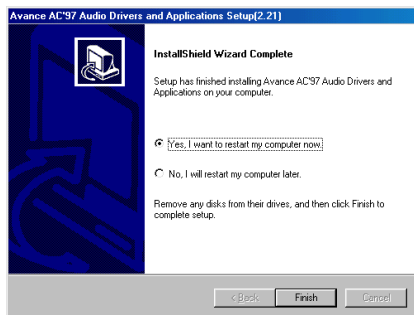 Avance AC'97 Audio Drivers and Applications Setup(2.21)
InstallShield Wizard Complete
Setup has finished installing Avance AC'97 Audio Drivers and
Applications on your computer.
Yes, I want to restart my computer now.
No, I will restart my computer later.
Remove any disks from their drives, and then click Finish to
complete setup.
< Back Finish Cancel